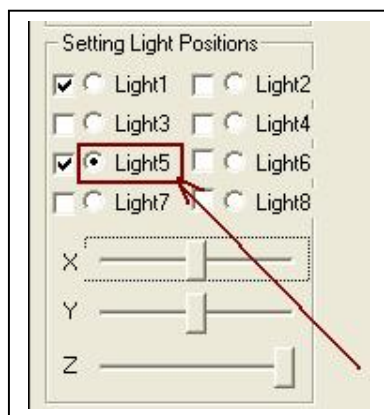 Setting Light Positions
Light1 Light2
Light3 Light4
Light5 Light6
Light7 Light8
X
Y
Z